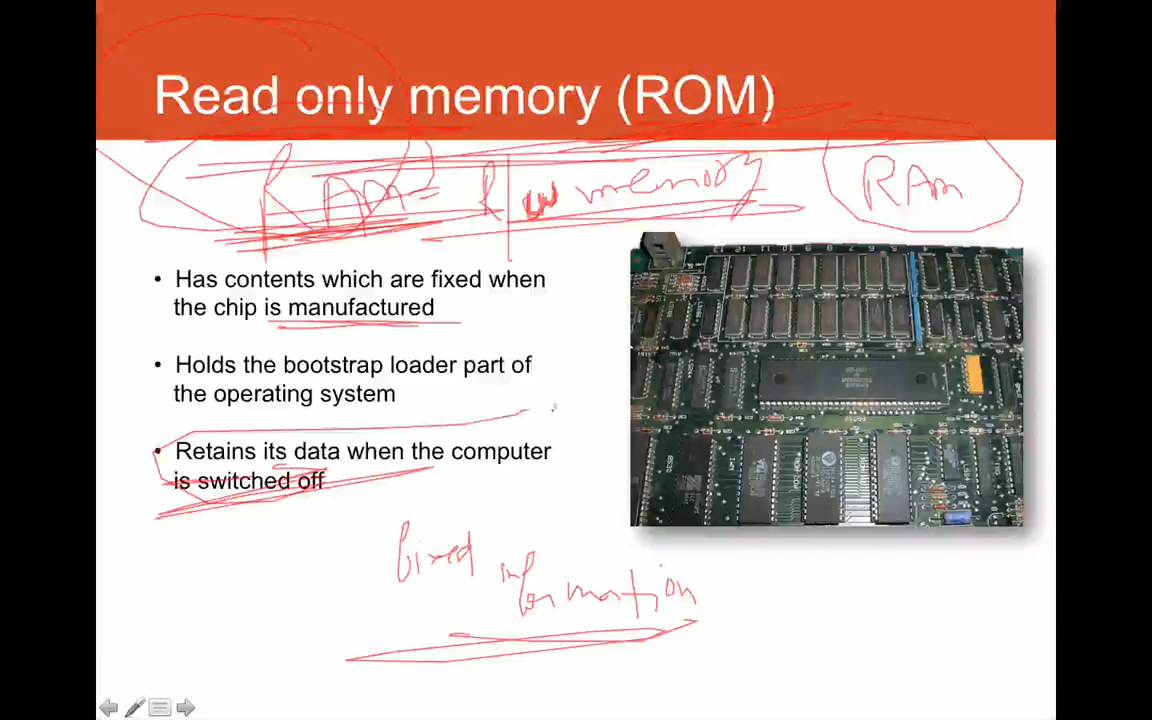 Read only memory (ROM)
RAM = R/W memory
RAM
• Has contents which are fixed when
the chip is manufactured
• Holds the bootstrap loader part of
the operating system
• Retains its data when the computer
is switched off
fixed information